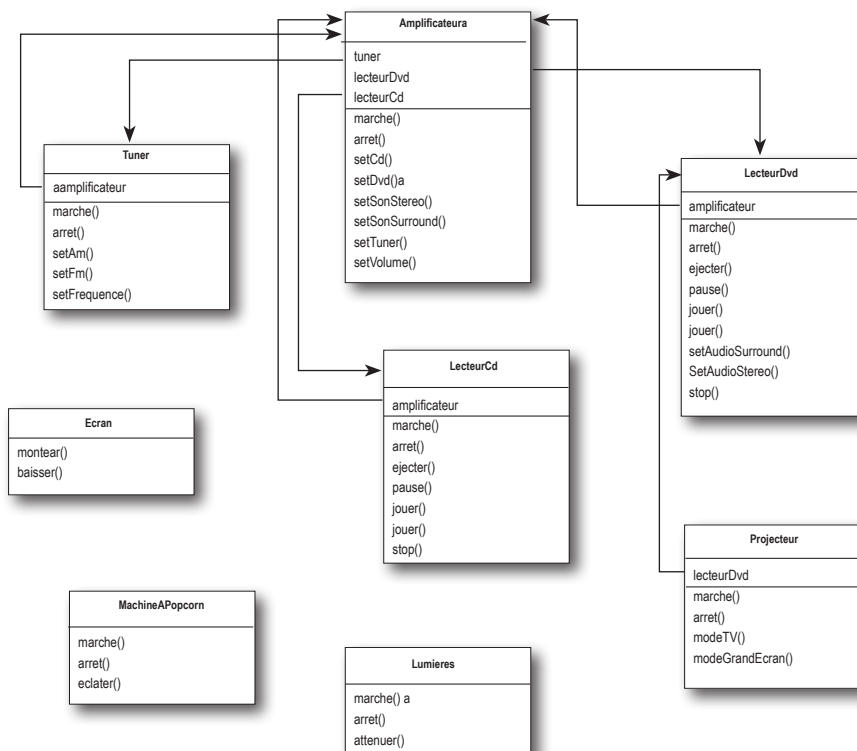 Amplificateura
tuner
lecteurDvd
lecteurCd
marche()
arret()
setCd()
setDvd()a
setSonStereo()
setSonSurround()
setTuner()
setVolume()
Tuner
aamplificateur
marche()
arret()
setAm()
setFm()
setFrequence()
LecteurDvd
amplificateur
marche()
arret()
ejecter()
pause()
jouer()
jouer()
setAudioSurround()
SetAudioStereo()
stop()
LecteurCd
amplificateur
marche()
arret()
ejecter()
pause()
jouer()
jouer()
stop()
Ecran
montear()
baisser()
Projecteur
lecteurDvd
marche()
arret()
modeTV()
modeGrandEcran()
MachineAPopcorn
marche()
arret()
eclater()
Lumieres
marche() a
arret()
attenuer()